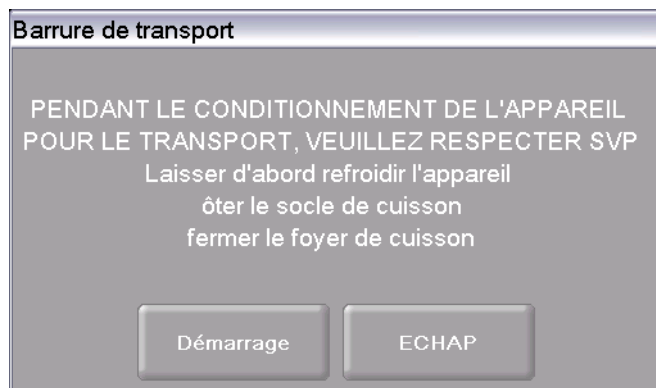 Barrure de transport
PENDANT LE CONDITIONNEMENT DE L'APPAREIL
POUR LE TRANSPORT, VEUILLEZ RESPECTER SVP
Laisser d'abord refroidir l'appareil
ôter le socle de cuisson
fermer le foyer de cuisson
Démarrage
ECHAP